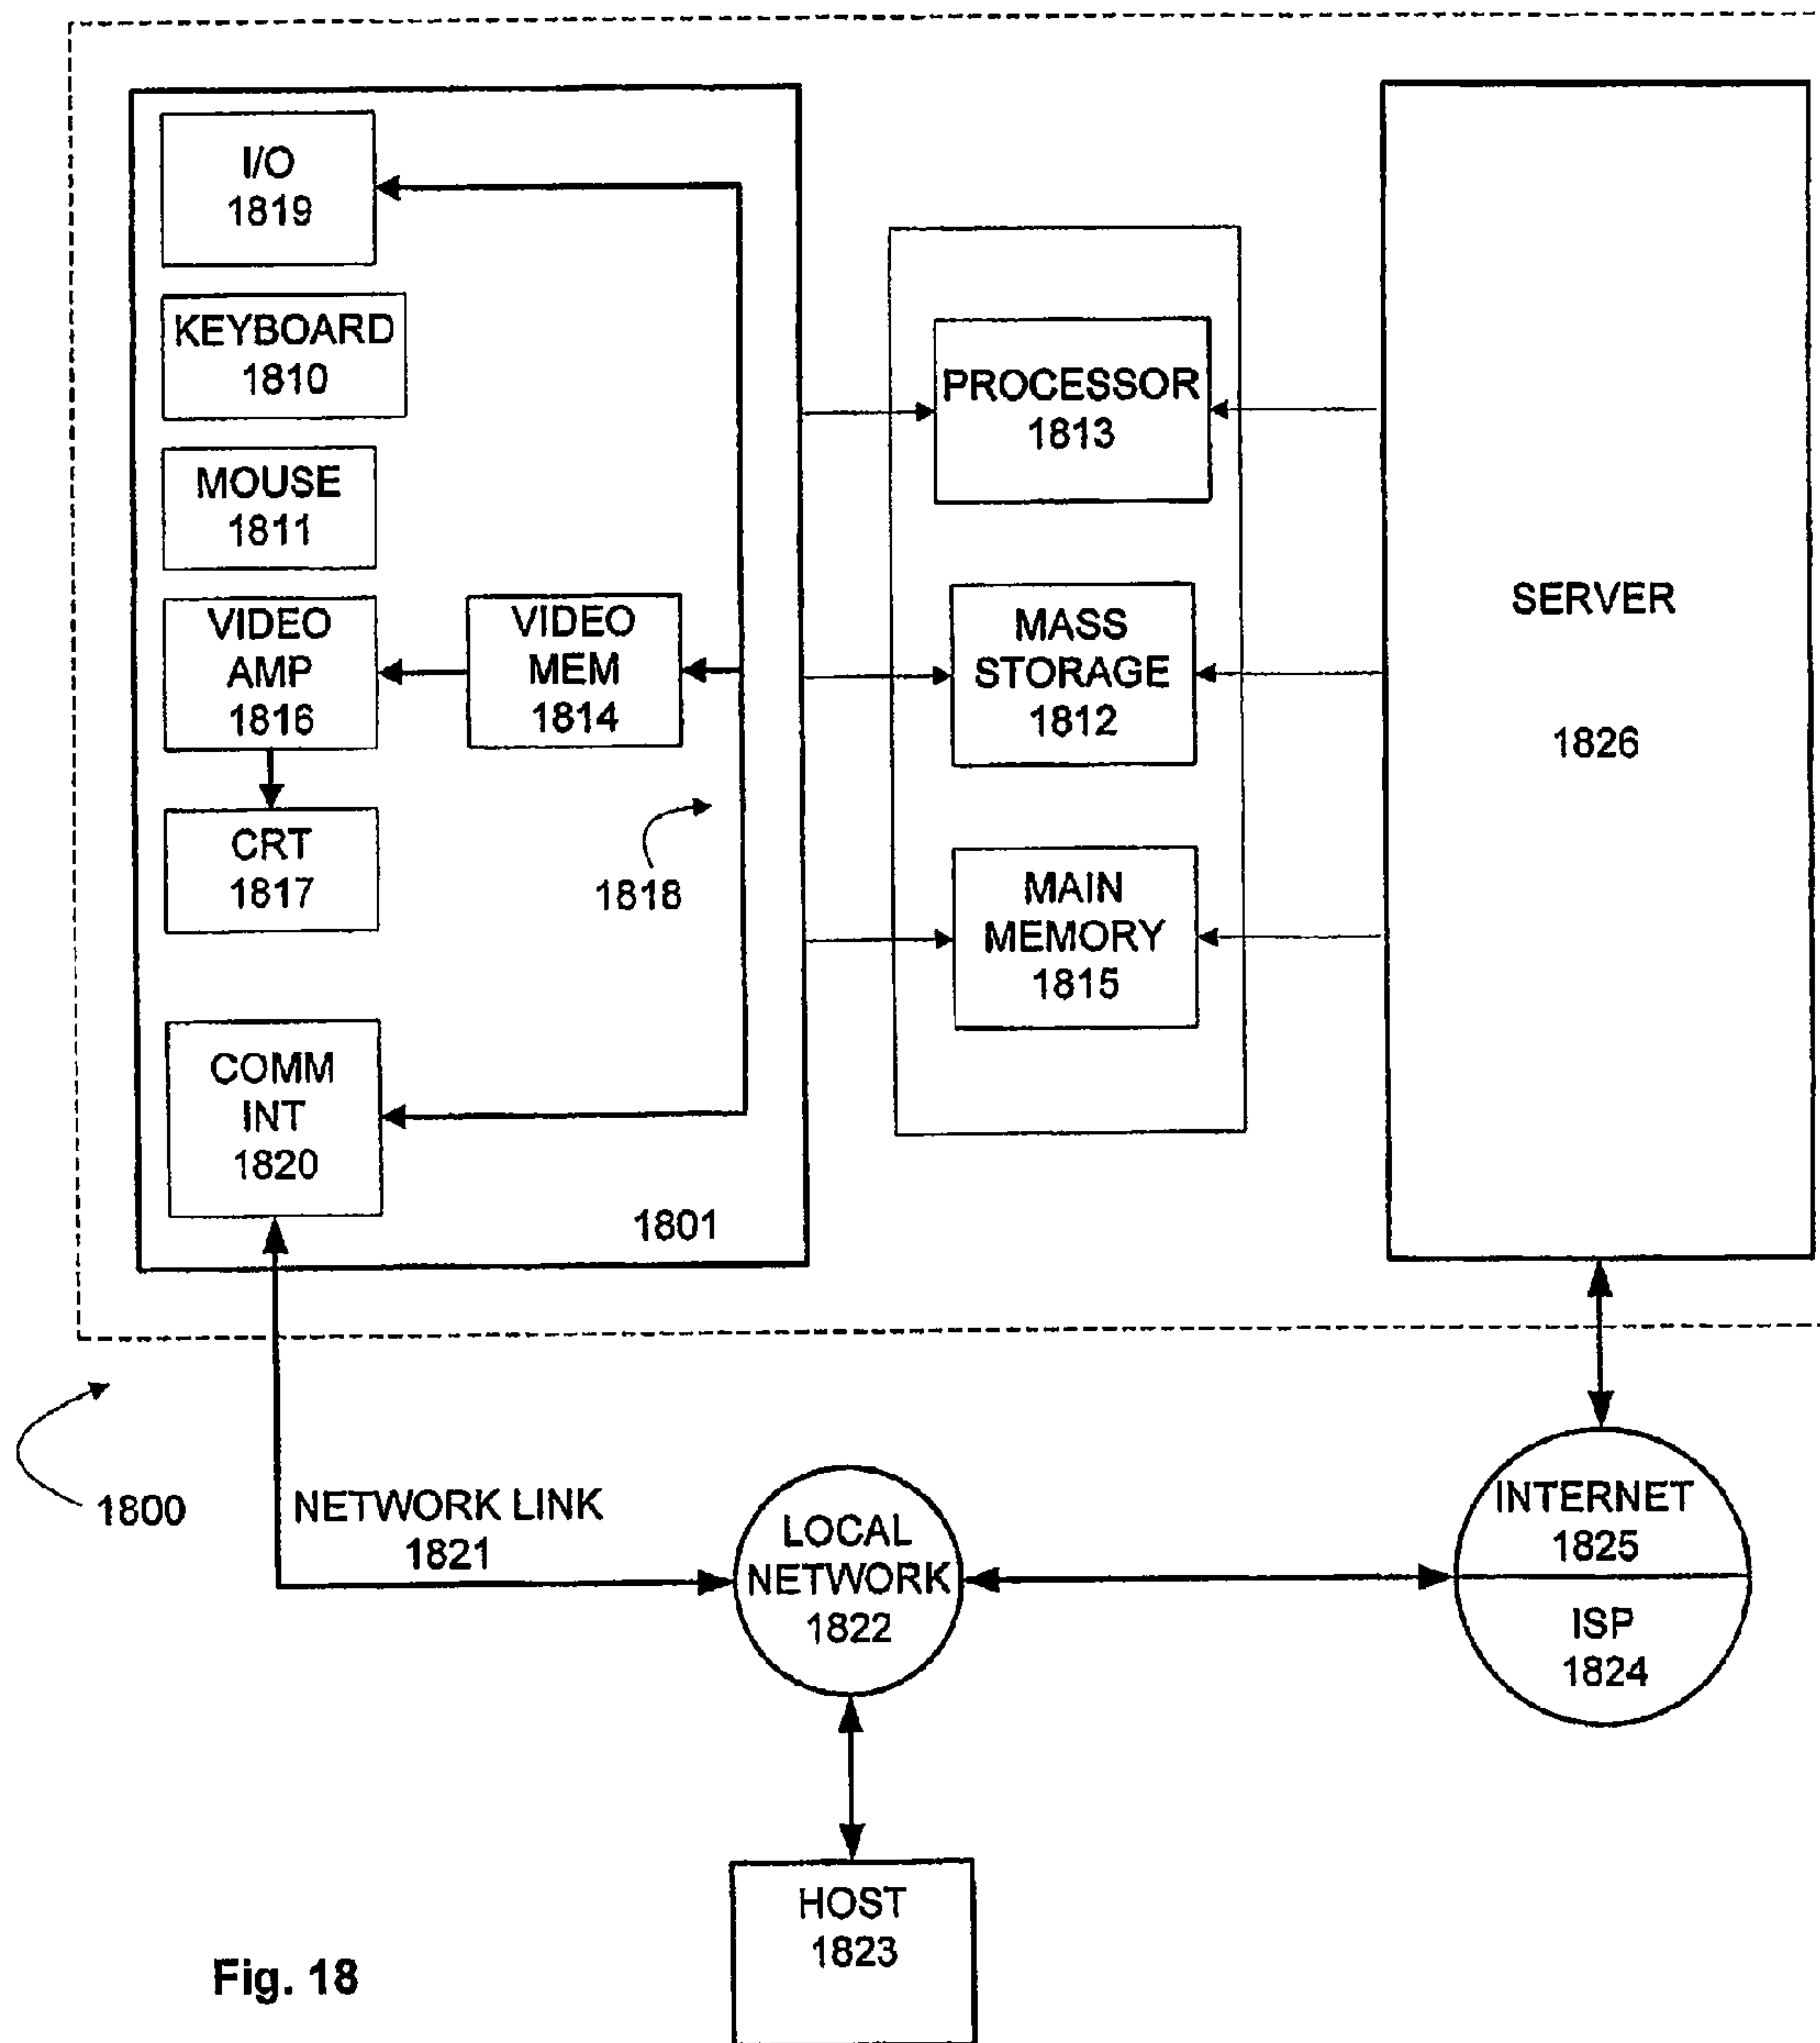 I/O
1819
KEYBOARD
1810
MOUSE
1811
VIDEO
AMP
1816
VIDEO
MEM
1814
CRT
1817
1818
COMM
INT
1820
1801
PROCESSOR
1813
MASS
STORAGE
1812
MAIN
MEMORY
1815
SERVER
1826
1800
NETWORK LINK
1821
LOCAL
NETWORK
1822
INTERNET
1825
ISP
1824
HOST
1823
Fig. 18